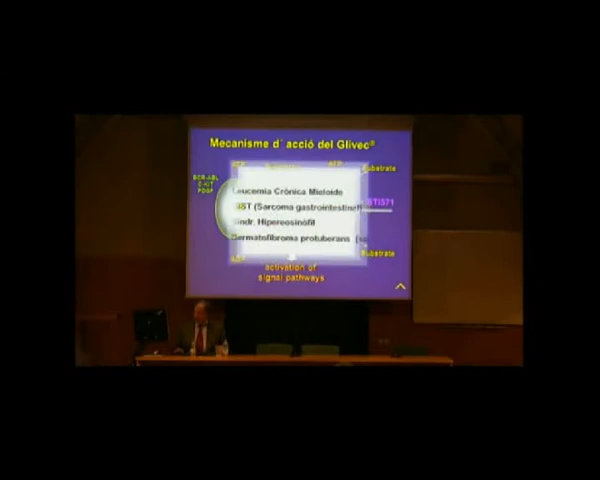 Mecanisme d' acció del Glivec®
Substrate
BCR-ABL
C-KIT
PDGF
Leucemia Crònica Mieloide
GIST (Sarcoma gastrointestinal)
STI571
Sindr. Hipereosinòfil
Dermatofibroma protuberans
Substrate
activation of
signal pathways